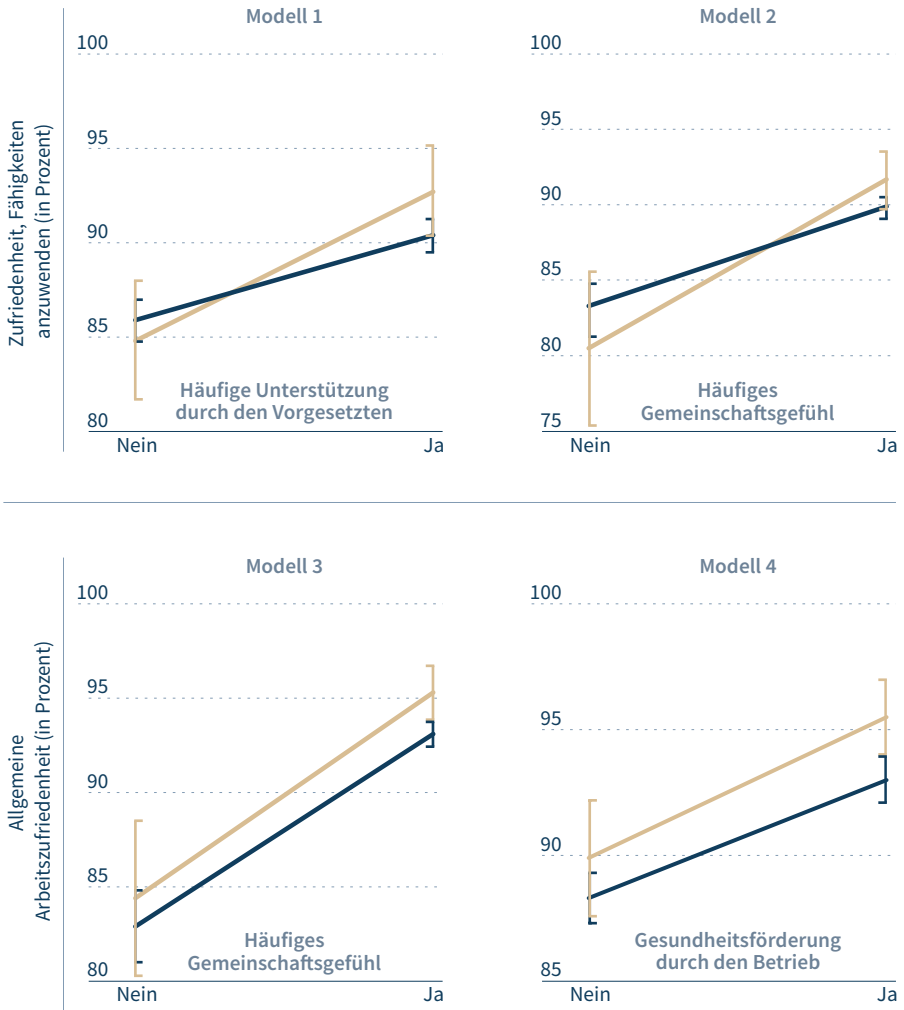 Modell 1
Zufriedenheit, Fähigkeiten
anzuwenden (in Prozent)
100
95
90
85
80
Häufige Unterstützung
durch den Vorgesetzten
Nein
Ja
Modell 2
100
95
90
85
80
75
Häufiges
Gemeinschaftsgefühl
Nein
Ja
Modell 3
Allgemeine
Arbeitszufriedenheit (in Prozent)
100
95
90
85
80
Häufiges
Gemeinschaftsgefühl
Nein
Ja
Modell 4
100
95
90
85
Gesundheitsförderung
durch den Betrieb
Nein
Ja